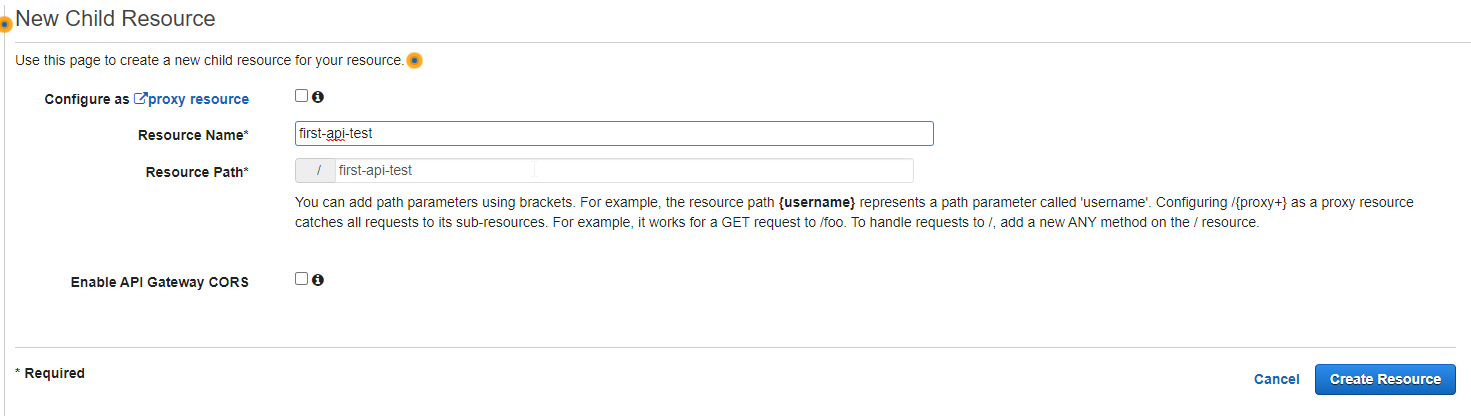 New Child Resource
Use this page to create a new child resource for your resource.
Configure as proxy resource
Resource Name* first-api-test
Resource Path* / first-api-test
You can add path parameters using brackets. For example, the resource path {username} represents a path parameter called 'username'. Configuring /{proxy+} as a proxy resource
catches all requests to its sub-resources. For example, it works for a GET request to /foo. To handle requests to /, add a new ANY method on the / resource.
Enable API Gateway CORS
* Required
Cancel Create Resource